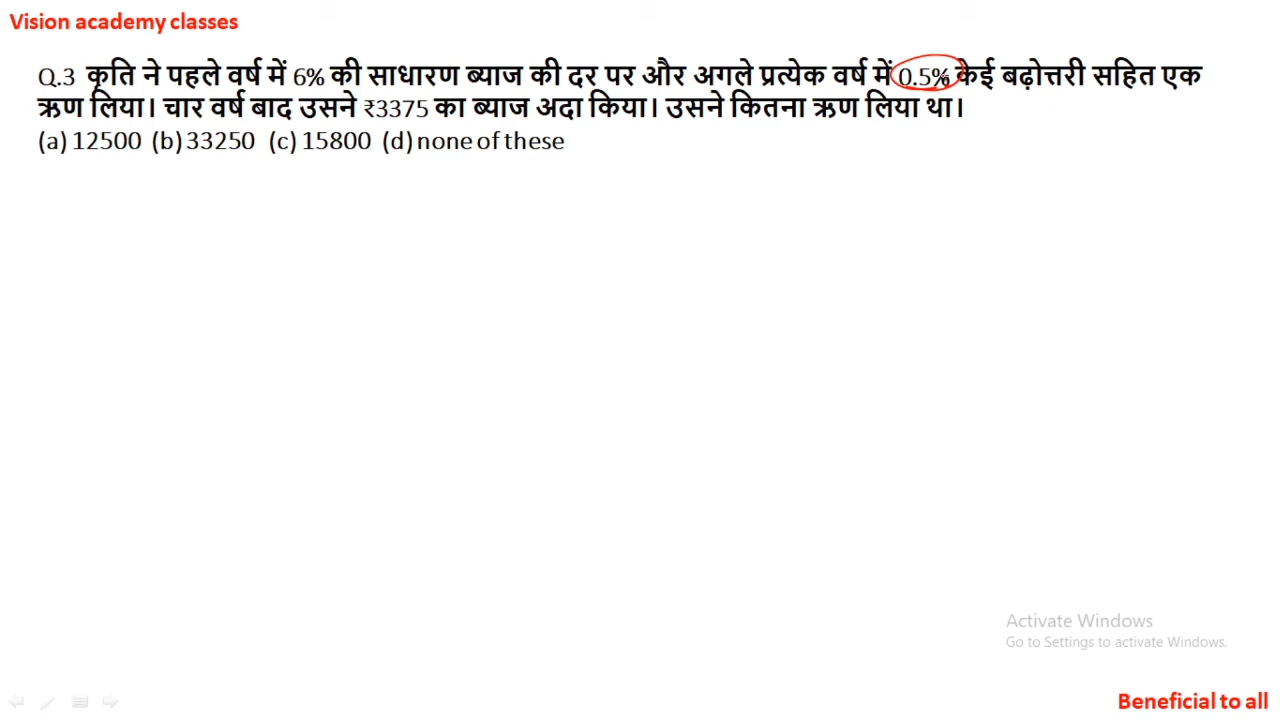 Vision academy classes
Q.3 कृति ने पहले वर्ष में 6% की साधारण ब्याज की दर पर और अगले प्रत्येक वर्ष में 0.5% केई बढ़ोत्तरी सहित एक
ऋण लिया। चार वर्ष बाद उसने ₹3375 का ब्याज अदा किया। उसने कितना ऋण लिया था।
(a) 12500 (b) 33250 (c) 15800 (d) none of these
Activate Windows
Go to Settings to activate Windows.
Beneficial to all